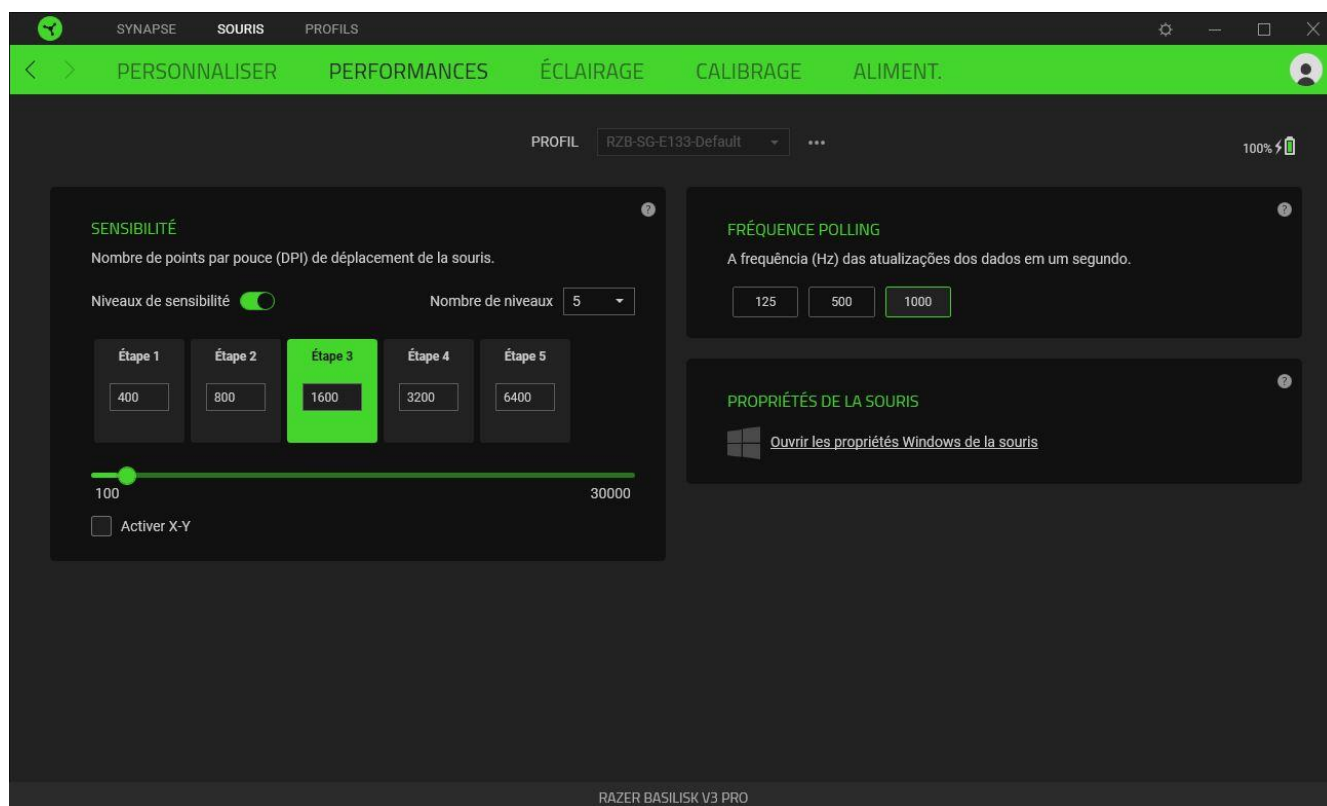 SYNAPSE SOURIS PROFILS
PERSONNALISER PERFORMANCES ÉCLAIRAGE CALIBRAGE ALIMENT.
PROFIL RZB-SG-E133-Default
100%
SENSIBILITÉ
Nombre de points par pouce (DPI) de déplacement de la souris.
Niveaux de sensibilité Nombre de niveaux 5
Étape 1 Étape 2 Étape 3 Étape 4 Étape 5
400 800 1600 3200 6400
100 30000
Activer X-Y
FRÉQUENCE POLLING
A frequência (Hz) das atualizações dos dados em um segundo.
125 500 1000
PROPRIÉTÉS DE LA SOURIS
Ouvrir les propriétés Windows de la souris
RAZER BASILISK V3 PRO